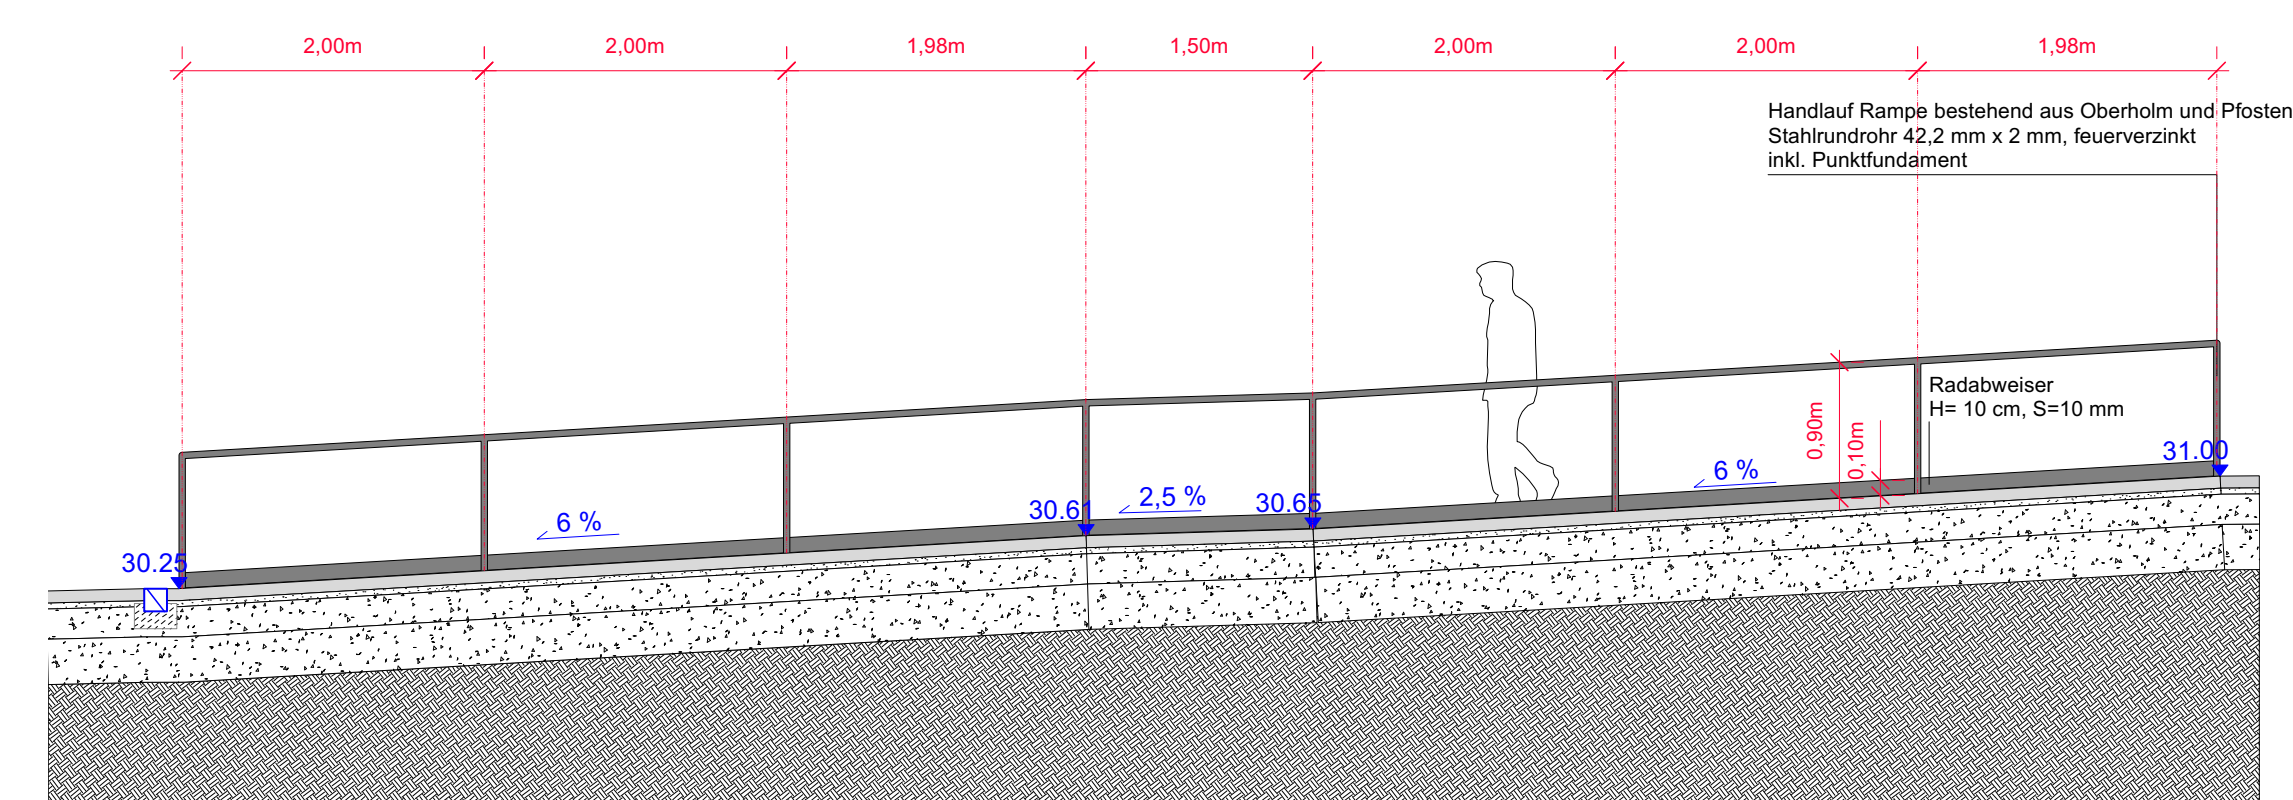 2,00m
2,00m
1,98m
1,50m
2,00m
2,00m
1,98m
Handlauf Rampe bestehend aus Oberholm und Pfosten
Stahlrundrohr 42,2 mm x 2 mm, feuerverzinkt
inkl. Punktfundament
Radabweiser
H= 10 cm, S=10 mm
0,90m
0,10m
31.00
6 %
2,5 %
30.65
30.61
6 %
30.25